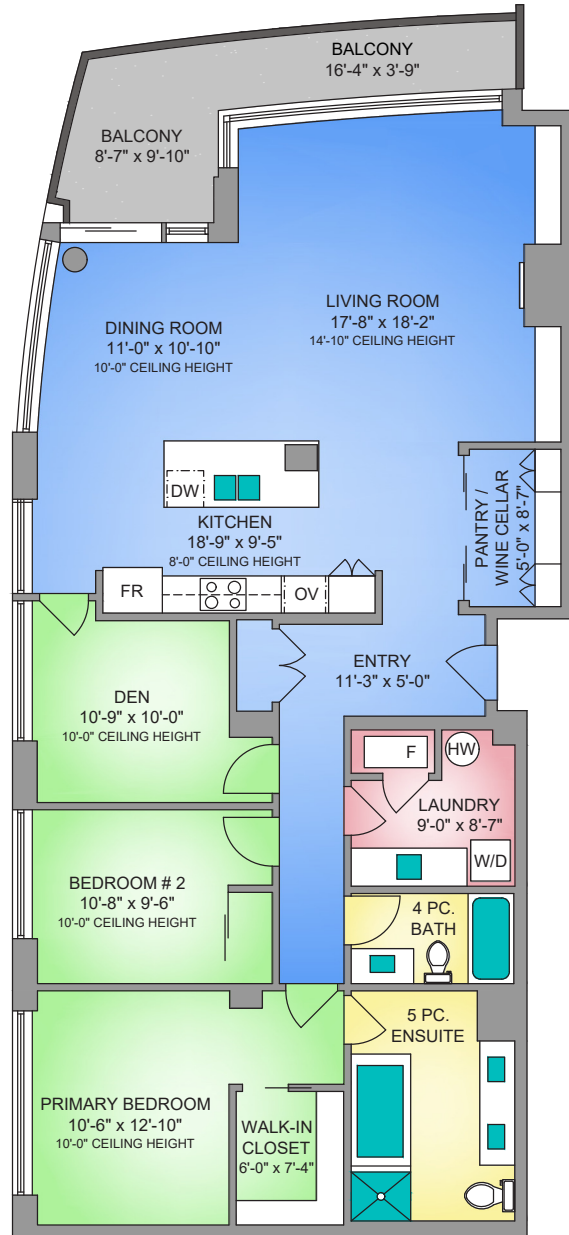 BALCONY
16'-4" x 3'-9"
BALCONY
8'-7" x 9'-10"
LIVING ROOM
17'-8" x 18'-2"
14'-10" CEILING HEIGHT
DINING ROOM
11'-0" x 10'-10"
10'-0" CEILING HEIGHT
DW
KITCHEN
18'-9" x 9'-5"
8'-0" CEILING HEIGHT
PANTRY /
WINE CELLAR
5'-0" x 8'-7"
FR
OV
ENTRY
11'-3" x 5'-0"
DEN
10'-9" x 10'-0"
10'-0" CEILING HEIGHT
F
HW
LAUNDRY
9'-0" x 8'-7"
W/D
BEDROOM # 2
10'-8" x 9'-6"
10'-0" CEILING HEIGHT
4 PC.
BATH
5 PC.
ENSUITE
PRIMARY BEDROOM
10'-6" x 12'-10"
10'-0" CEILING HEIGHT
WALK-IN
CLOSET
6'-0" x 7'-4"